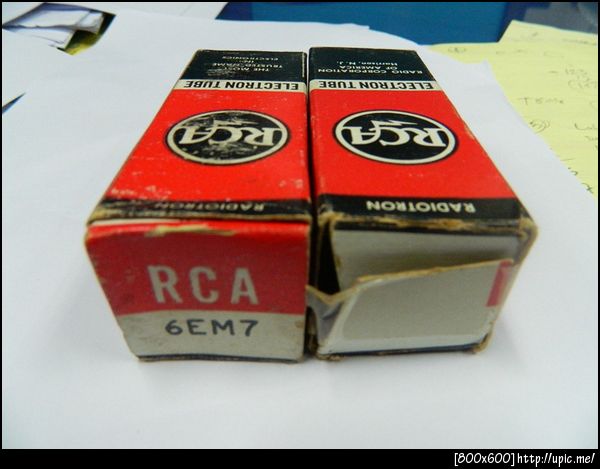 THE MOST
TRUSTED NAME
IN
ELECTRONICS
ELECTRON TUBE
RCA
RADIOTRON
RCA
6EM7
RADIO CORPORATION
OF AMERICA
Harrison, N. J.
ELECTRON TUBE
RCA
RADIOTRON
[800x600]http://upic.me/